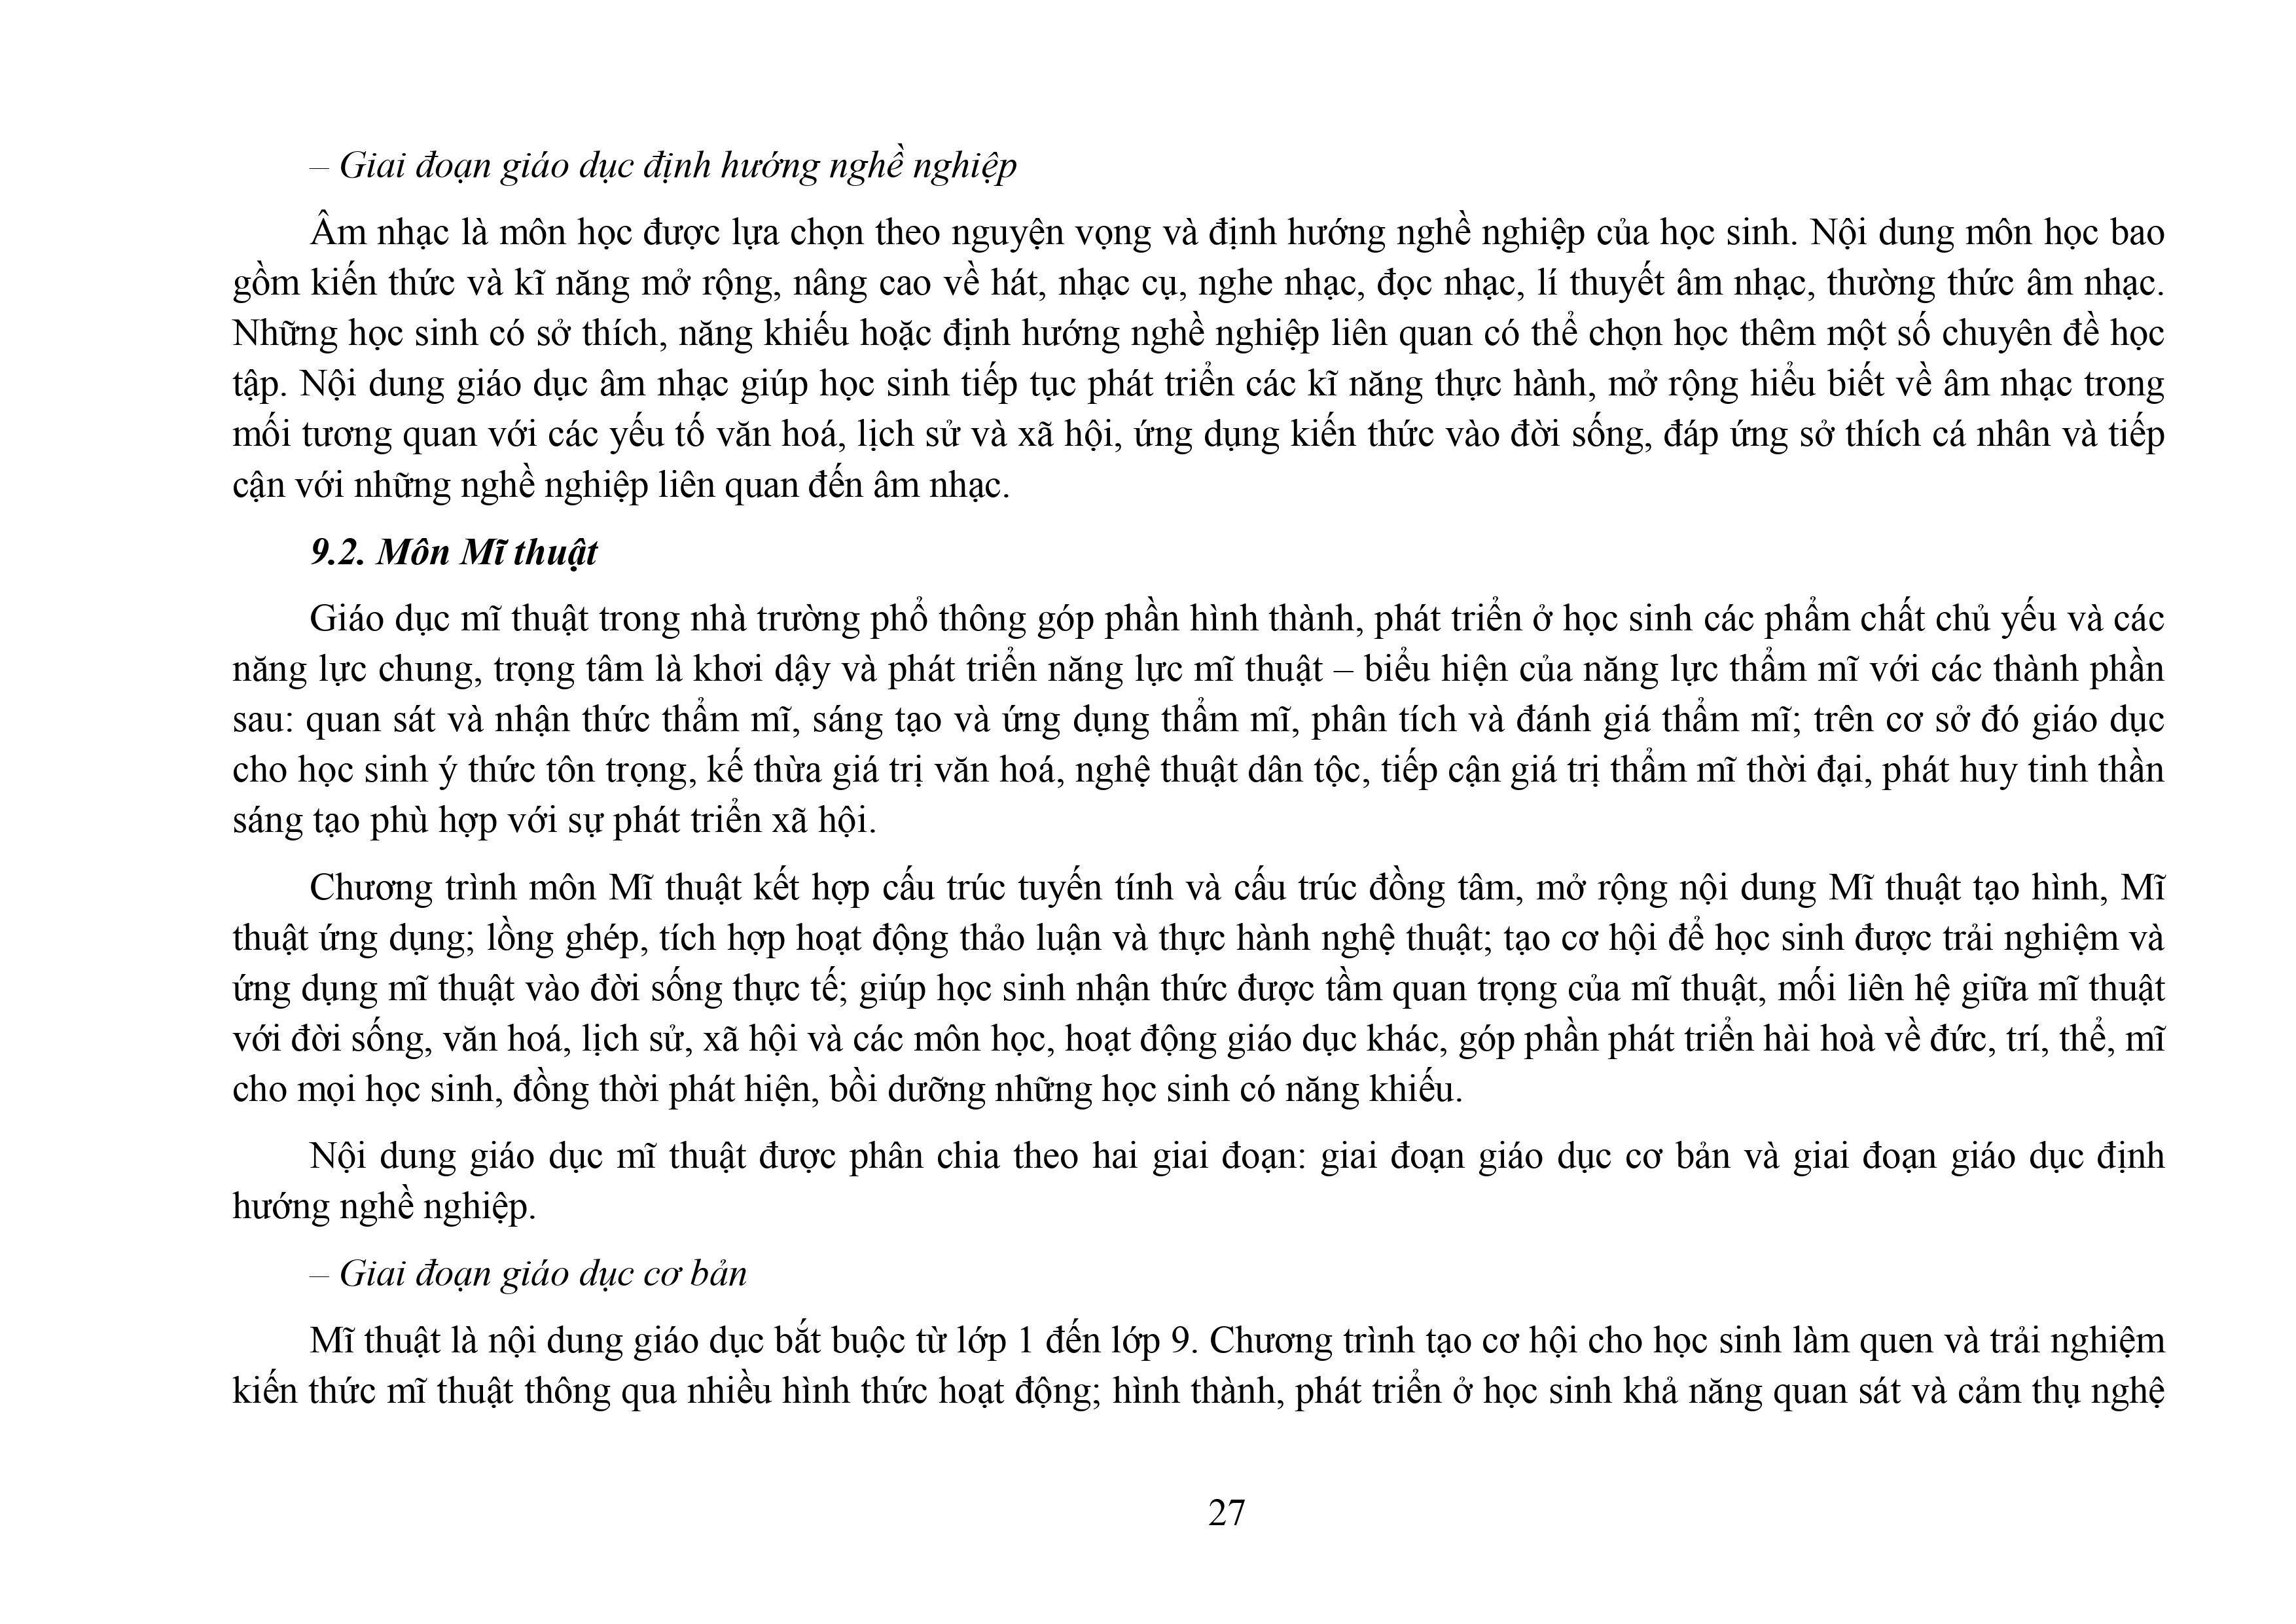 – Giai đoạn giáo dục định hướng nghề nghiệp
Âm nhạc là môn học được lựa chọn theo nguyện vọng và định hướng nghề nghiệp của học sinh. Nội dung môn học bao
gồm kiến thức và kĩ năng mở rộng, nâng cao về hát, nhạc cụ, nghe nhạc, đọc nhạc, lí thuyết âm nhạc, thường thức âm nhạc.
Những học sinh có sở thích, năng khiếu hoặc định hướng nghề nghiệp liên quan có thể chọn học thêm một số chuyên đề học
tập. Nội dung giáo dục âm nhạc giúp học sinh tiếp tục phát triển các kĩ năng thực hành, mở rộng hiểu biết về âm nhạc trong
mối tương quan với các yếu tố văn hoá, lịch sử và xã hội, ứng dụng kiến thức vào đời sống, đáp ứng sở thích cá nhân và tiếp
cận với những nghề nghiệp liên quan đến âm nhạc.
9.2. Môn Mĩ thuật
Giáo dục mĩ thuật trong nhà trường phổ thông góp phần hình thành, phát triển ở học sinh các phẩm chất chủ yếu và các
năng lực chung, trọng tâm là khơi dậy và phát triển năng lực mĩ thuật – biểu hiện của năng lực thẩm mĩ với các thành phần
sau: quan sát và nhận thức thẩm mĩ, sáng tạo và ứng dụng thẩm mĩ, phân tích và đánh giá thẩm mĩ; trên cơ sở đó giáo dục
cho học sinh ý thức tôn trọng, kế thừa giá trị văn hoá, nghệ thuật dân tộc, tiếp cận giá trị thẩm mĩ thời đại, phát huy tinh thần
sáng tạo phù hợp với sự phát triển xã hội.
Chương trình môn Mĩ thuật kết hợp cấu trúc tuyến tính và cấu trúc đồng tâm, mở rộng nội dung Mĩ thuật tạo hình, Mĩ
thuật ứng dụng; lồng ghép, tích hợp hoạt động thảo luận và thực hành nghệ thuật; tạo cơ hội để học sinh được trải nghiệm và
ứng dụng mĩ thuật vào đời sống thực tế; giúp học sinh nhận thức được tầm quan trọng của mĩ thuật, mối liên hệ giữa mĩ thuật
với đời sống, văn hoá, lịch sử, xã hội và các môn học, hoạt động giáo dục khác, góp phần phát triển hài hoà về đức, trí, thể, mĩ
cho mọi học sinh, đồng thời phát hiện, bồi dưỡng những học sinh có năng khiếu.
Nội dung giáo dục mĩ thuật được phân chia theo hai giai đoạn: giai đoạn giáo dục cơ bản và giai đoạn giáo dục định
hướng nghề nghiệp.
– Giai đoạn giáo dục cơ bản
Mĩ thuật là nội dung giáo dục bắt buộc từ lớp 1 đến lớp 9. Chương trình tạo cơ hội cho học sinh làm quen và trải nghiệm
kiến thức mĩ thuật thông qua nhiều hình thức hoạt động; hình thành, phát triển ở học sinh khả năng quan sát và cảm thụ nghệ
27